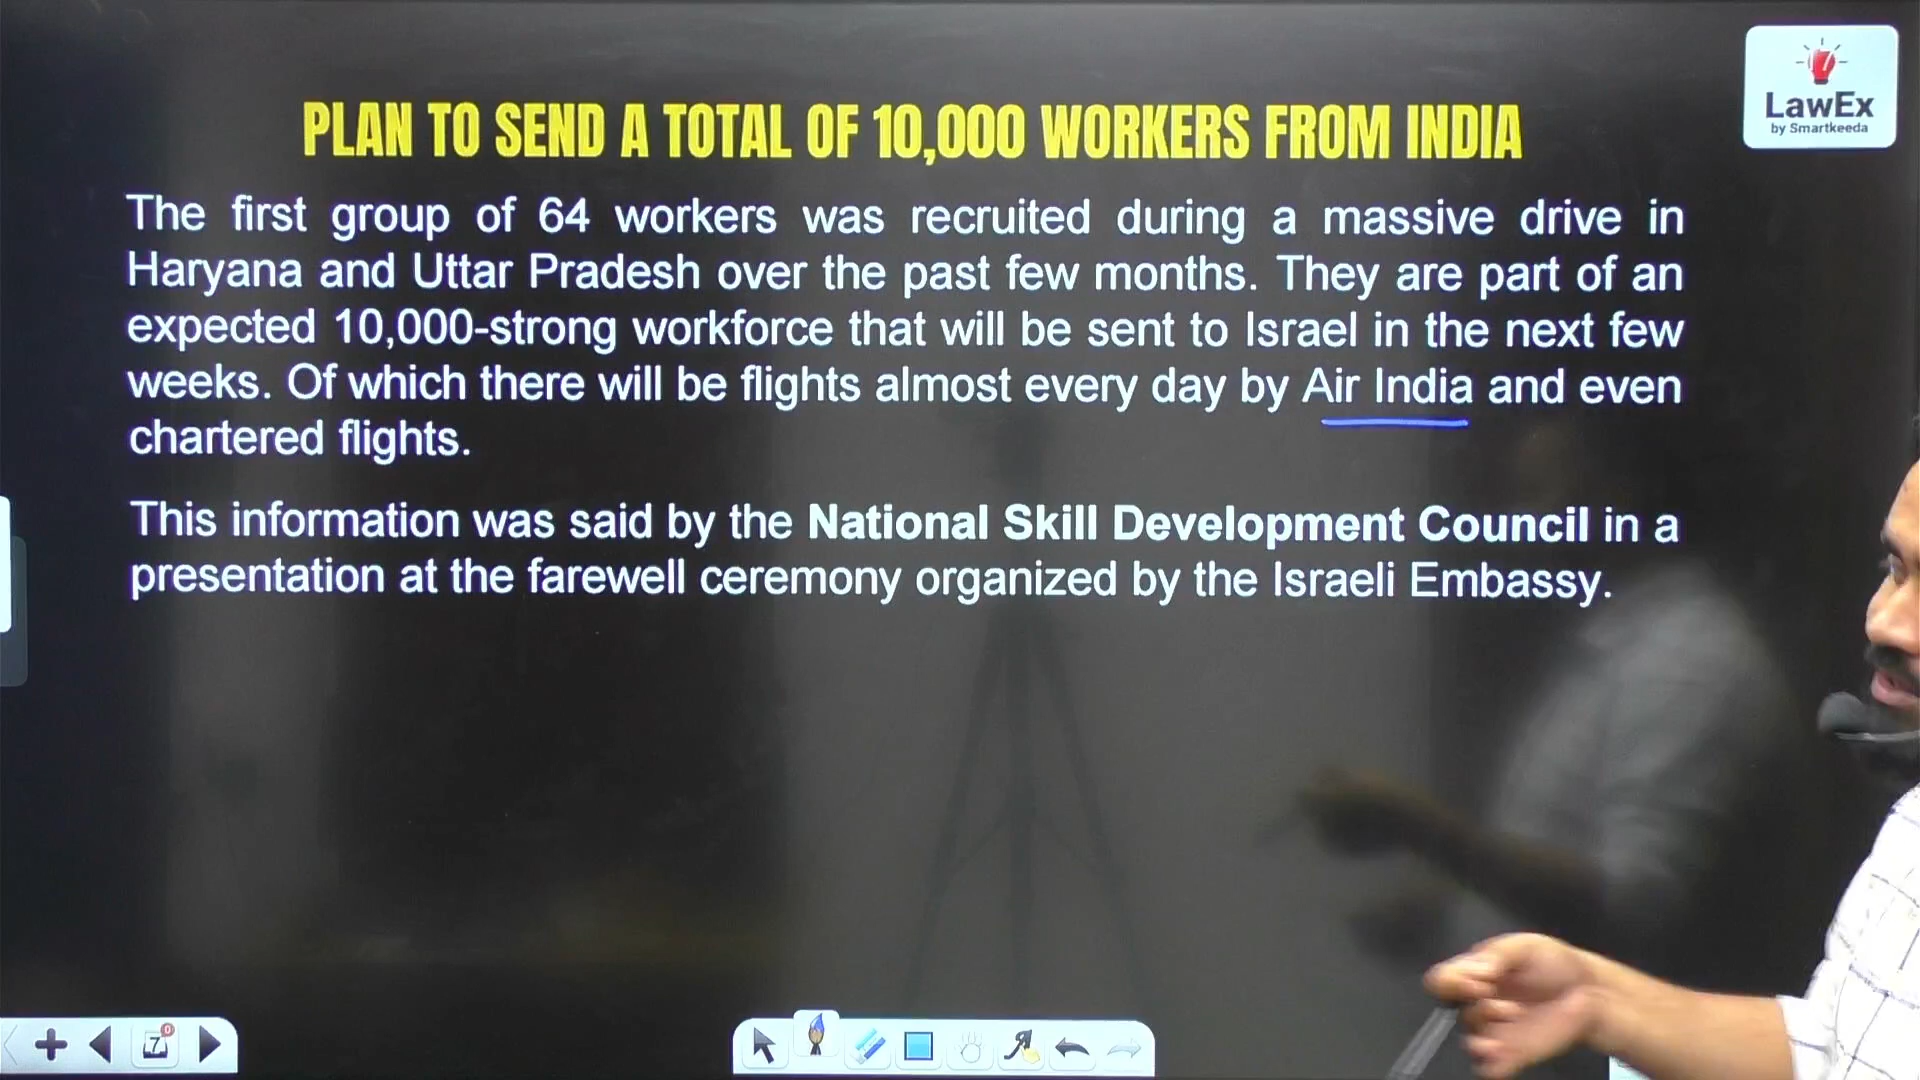 PLAN TO SEND A TOTAL OF 10,000 WORKERS FROM INDIA
LawEx
by Smartkeeda
The first group of 64 workers was recruited during a massive drive in
Haryana and Uttar Pradesh over the past few months. They are part of an
expected 10,000-strong workforce that will be sent to Israel in the next few
weeks. Of which there will be flights almost every day by Air India and even
chartered flights.
This information was said by the National Skill Development Council in a
presentation at the farewell ceremony organized by the Israeli Embassy.
7
0